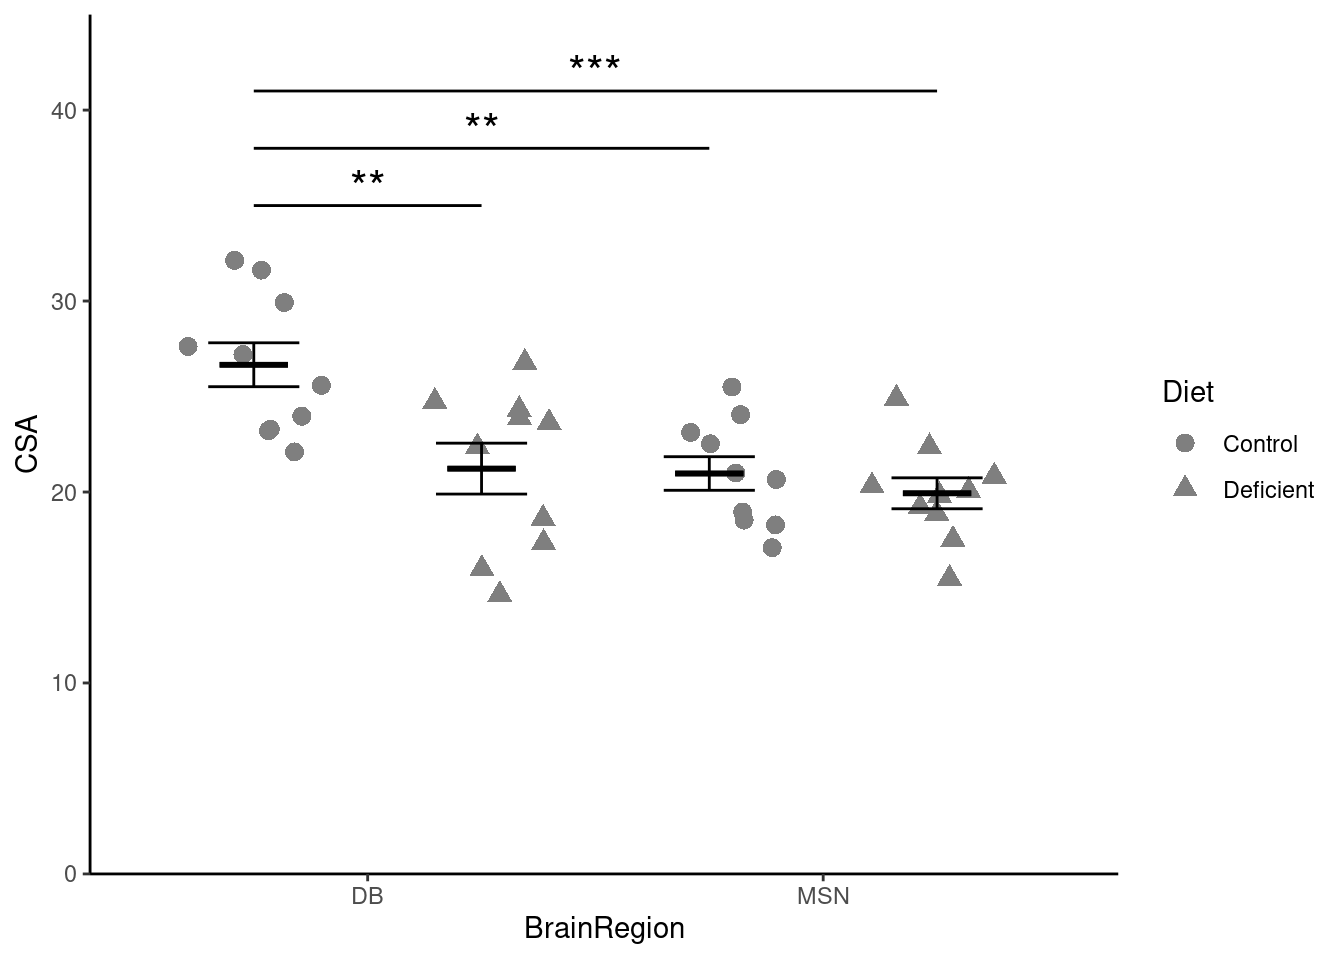 ***
**
**
40
30
20
10
0
CSA
DB
MSN
BrainRegion
Diet
Control
Deficient